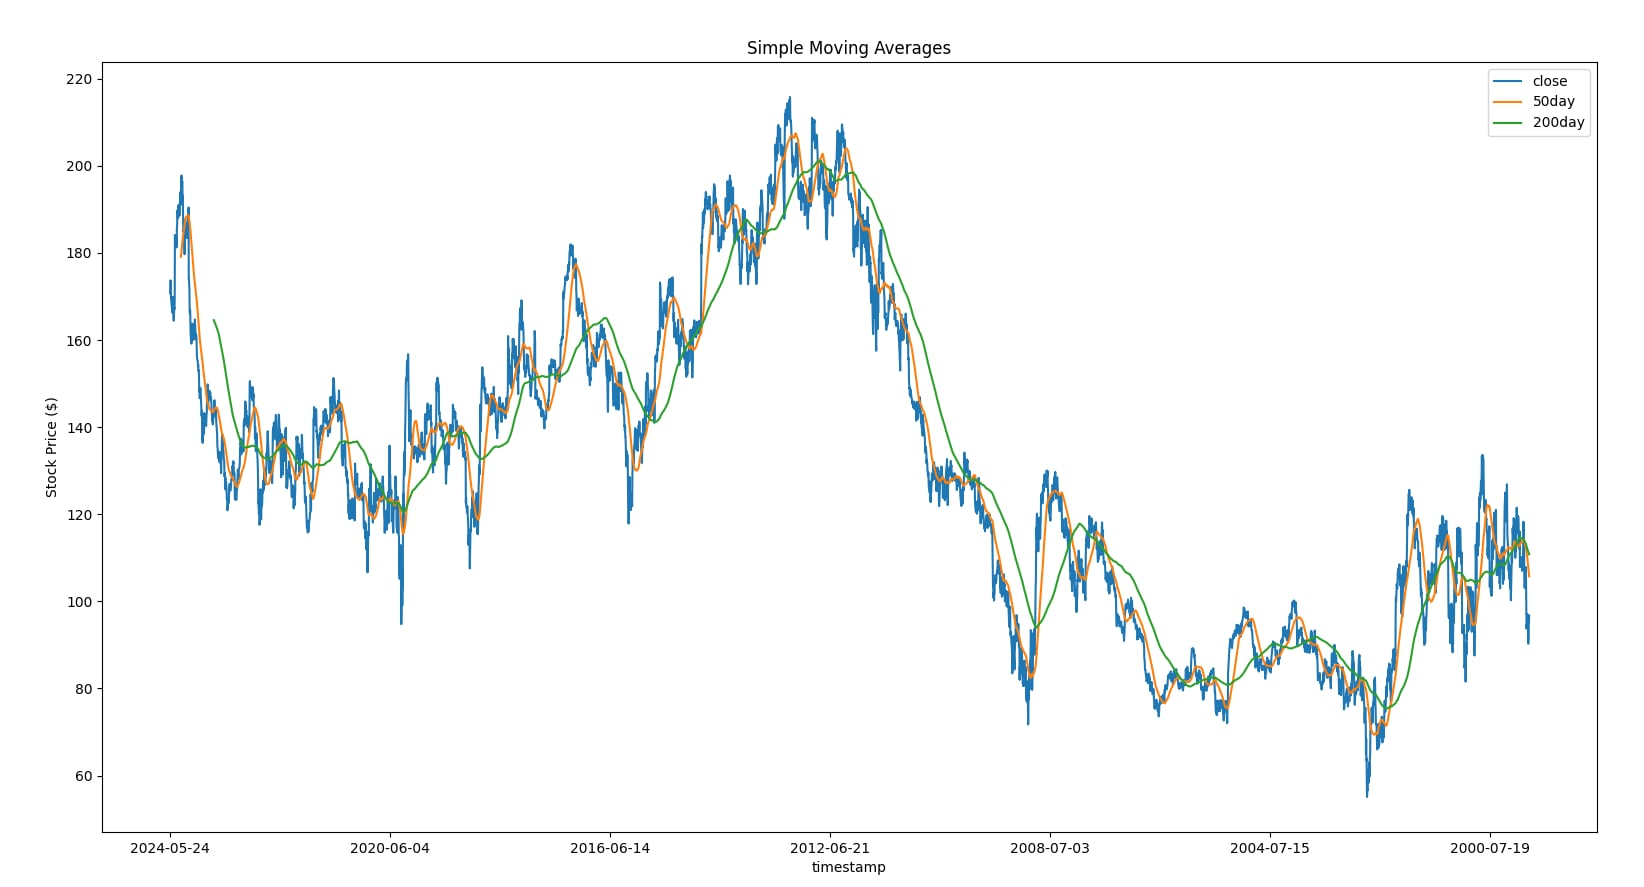 Simple Moving Averages
close
50day
200day
Stock Price ($)
220
200
180
160
140
120
100
80
60
2024-05-24
2020-06-04
2016-06-14
2012-06-21
2008-07-03
2004-07-15
2000-07-19
timestamp